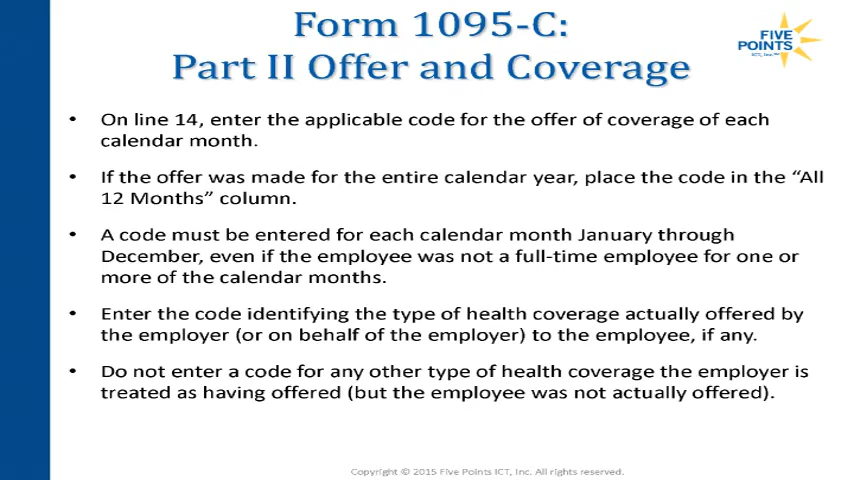 Form 1095-C:
Part II Offer and Coverage
FIVE
POINTS
ICT, Inc.™
• On line 14, enter the applicable code for the offer of coverage of each
calendar month.
• If the offer was made for the entire calendar year, place the code in the “All
12 Months” column.
• A code must be entered for each calendar month January through
December, even if the employee was not a full-time employee for one or
more of the calendar months.
• Enter the code identifying the type of health coverage actually offered by
the employer (or on behalf of the employer) to the employee, if any.
• Do not enter a code for any other type of health coverage the employer is
treated as having offered (but the employee was not actually offered).
Copyright © 2015 Five Points ICT, Inc. All rights reserved.